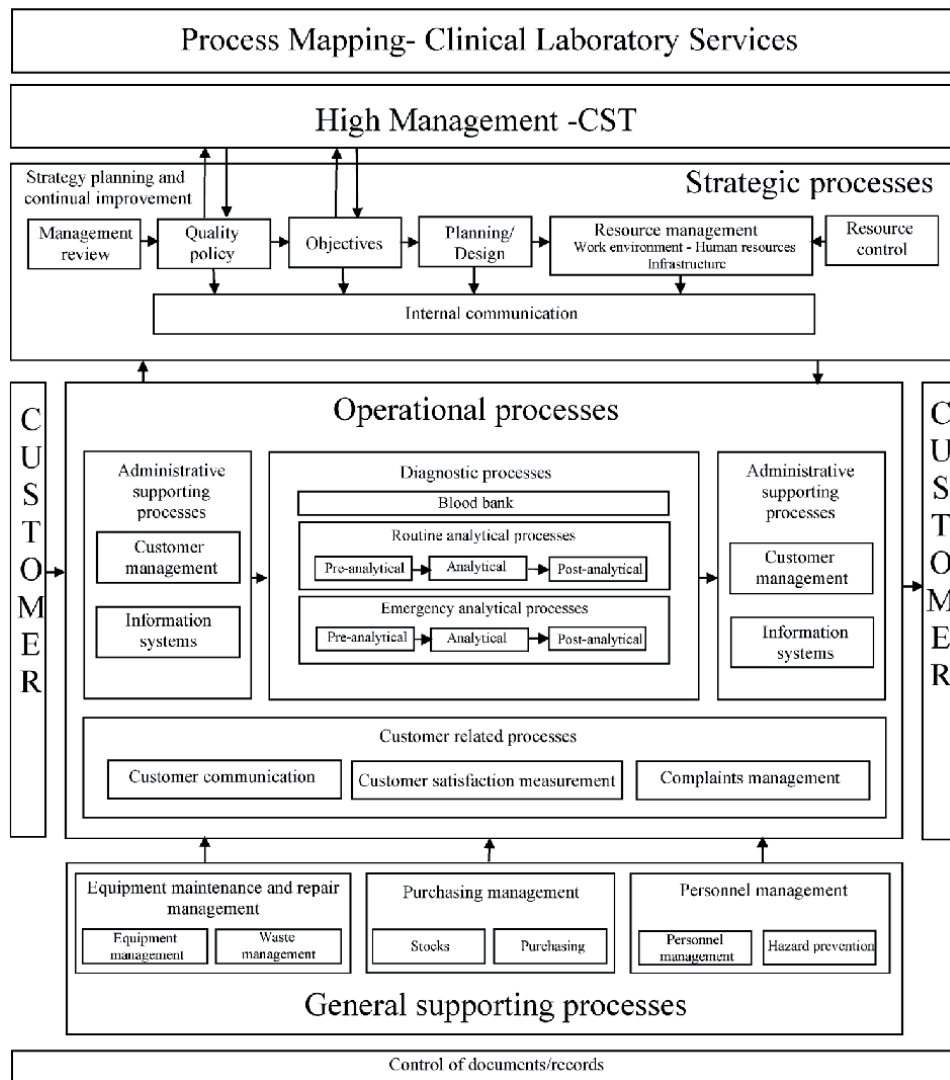 Process Mapping- Clinical Laboratory Services
High Management -CST
Strategy planning and
continual improvement
Strategic processes
Management
review
Quality
policy
Objectives
Planning/
Design
Resource management
Work environment - Human resources
Infrastructure
Resource
control
Internal communication
CUSTOMER
Operational processes
Administrative
supporting
processes
Customer
management
Information
systems
Diagnostic processes
Blood bank
Routine analytical processes
Pre-analytical
Analytical
Post-analytical
Emergency analytical processes
Pre-analytical
Analytical
Post-analytical
Administrative
supporting
processes
Customer
management
Information
systems
CUSTOMER
Customer related processes
Customer communication
Customer satisfaction measurement
Complaints management
Equipment maintenance and repair
management
Equipment
management
Waste
management
Purchasing management
Stocks
Purchasing
Personnel management
Personnel
management
Hazard prevention
General supporting processes
Control of documents/records